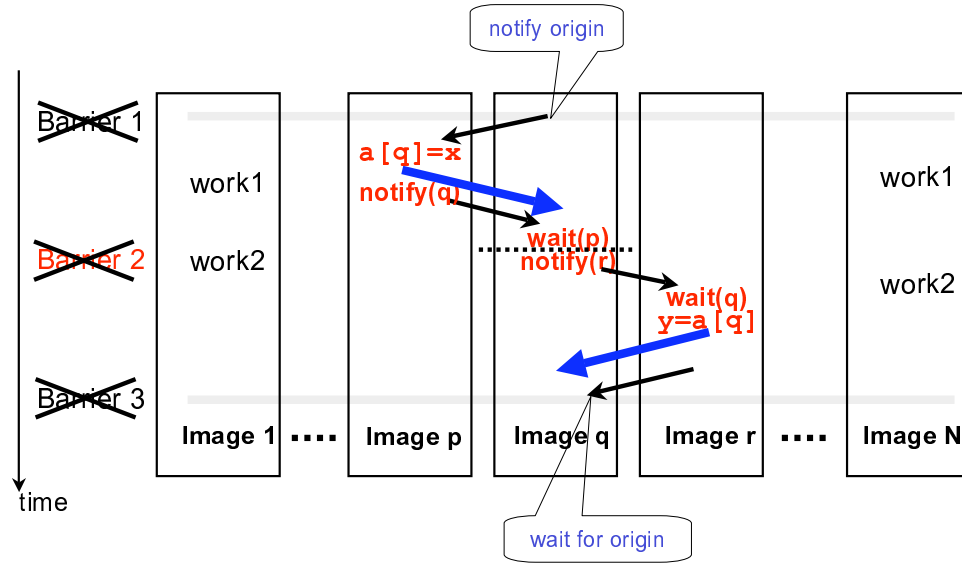 notify origin
Barrier 1
a[q]=x
work1
work1
notify(q)
wait(p)
Barrier 2
work2
notify(r)
work2
wait(q)
y=a[q]
Barrier 3
Image 1 .... Image p Image q Image r .... Image N
time
wait for origin